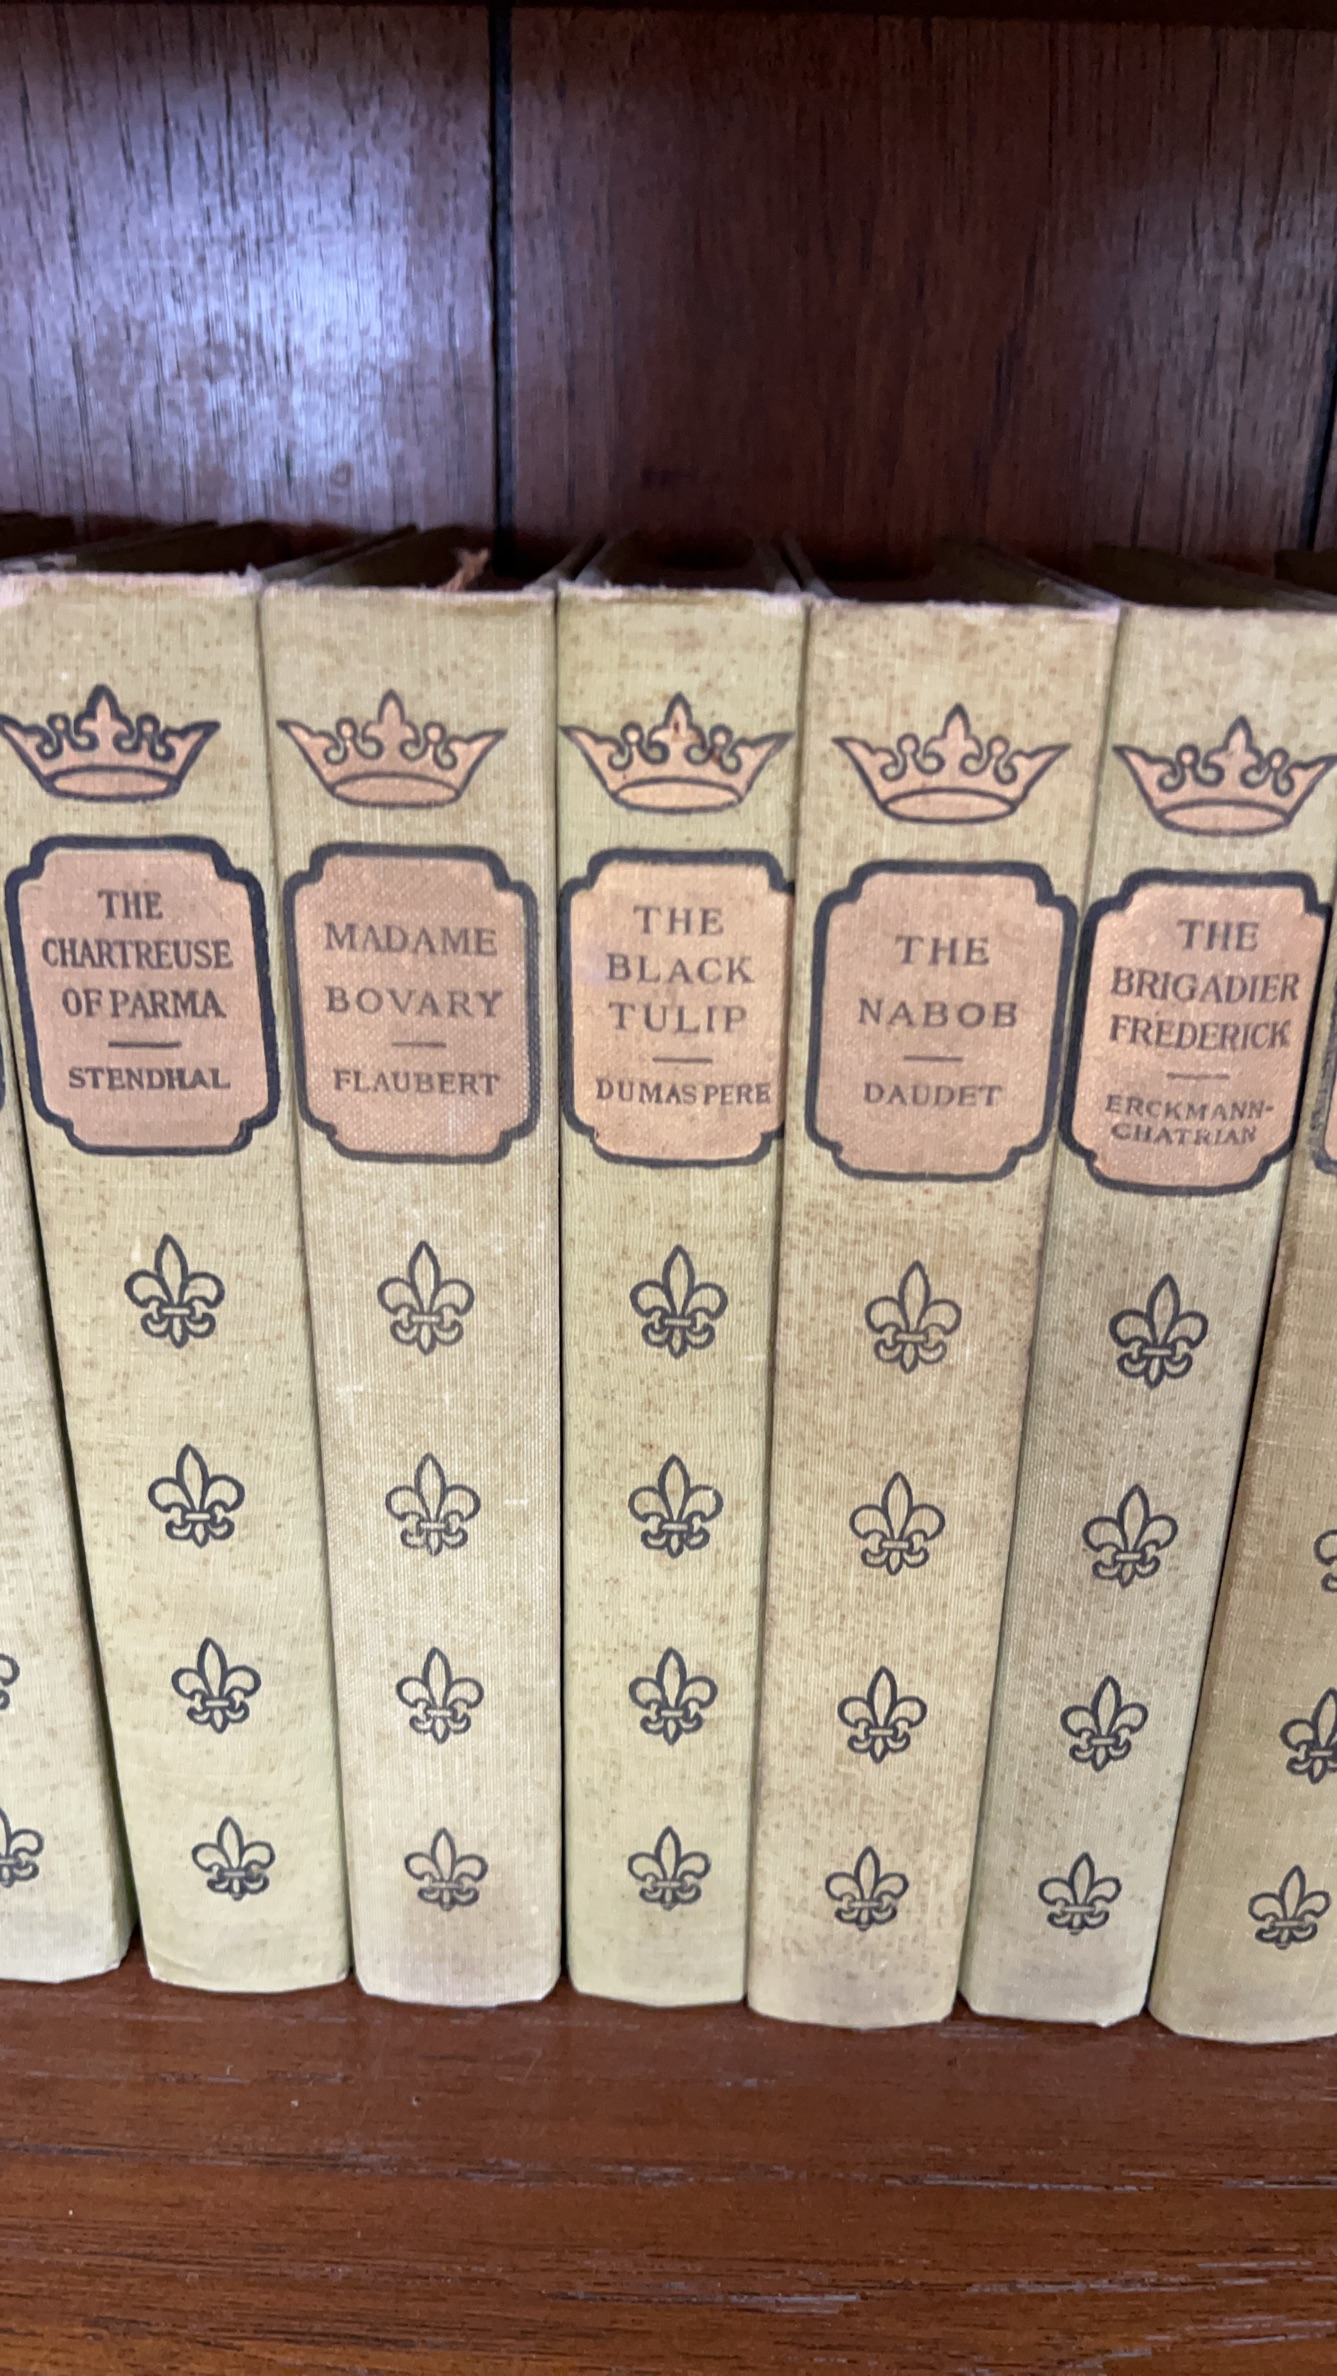 THE
CHARTREUSE
OF PARMA
STENDHAL
MADAME
BOVARY
FLAUBERT
THE
BLACK
TULIP
DUMAS PERE
THE
NABOB
DAUDET
THE
BRIGADIER
FREDERICK
ERCKMANN-
CHATRIAN